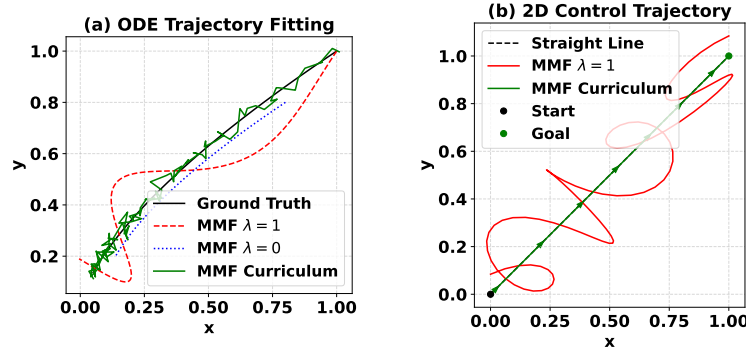 (a) ODE Trajectory Fitting
y
1.0
0.8
0.6
0.4
0.2
0.00
0.25
0.50
0.75
1.00
x
Ground Truth
MMF λ = 1
MMF λ = 0
MMF Curriculum
(b) 2D Control Trajectory
y
1.0
0.8
0.6
0.4
0.2
0.0
0.00
0.25
0.50
0.75
1.00
x
Straight Line
MMF λ = 1
MMF Curriculum
Start
Goal